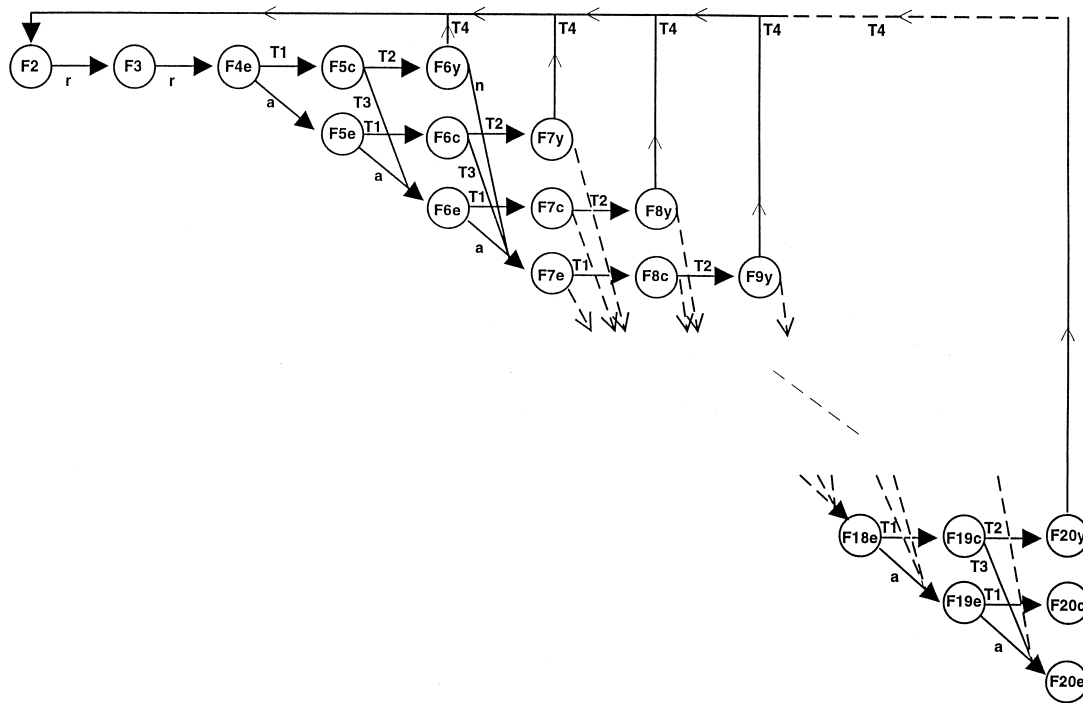 T4 T4 T4 T4 T4
F2 r F3 r F4e T1 F5c T2 F6y
a T3 n
F5e T1 F6c T2 F7y
a T3
F6e T1 F7c T2 F8y
a
F7e T1 F8c T2 F9y
F18e T1 F19c T2 F20y
a T3
F19e T1
a
F20e